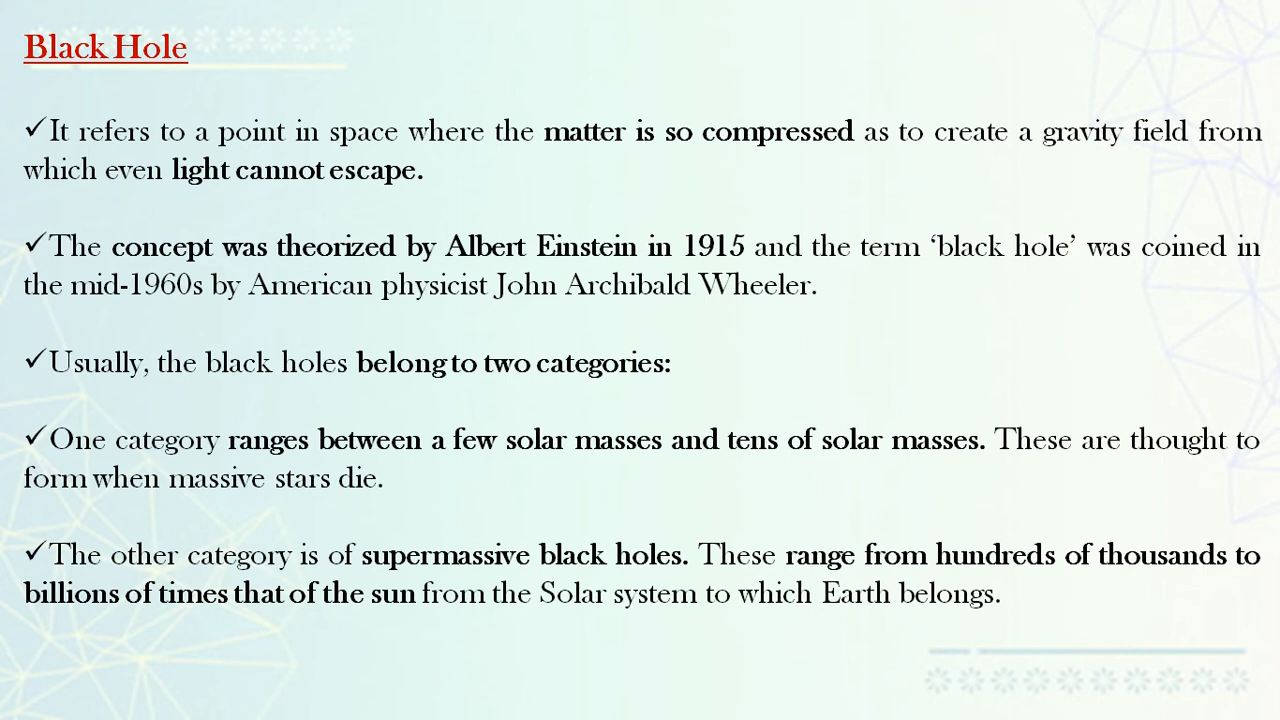 Black Hole
✓It refers to a point in space where the matter is so compressed as to create a gravity field from
which even light cannot escape.
✓The concept was theorized by Albert Einstein in 1915 and the term ‘black hole’ was coined in
the mid-1960s by American physicist John Archibald Wheeler.
✓Usually, the black holes belong to two categories:
✓One category ranges between a few solar masses and tens of solar masses. These are thought to
form when massive stars die.
✓The other category is of supermassive black holes. These range from hundreds of thousands to
billions of times that of the sun from the Solar system to which Earth belongs.